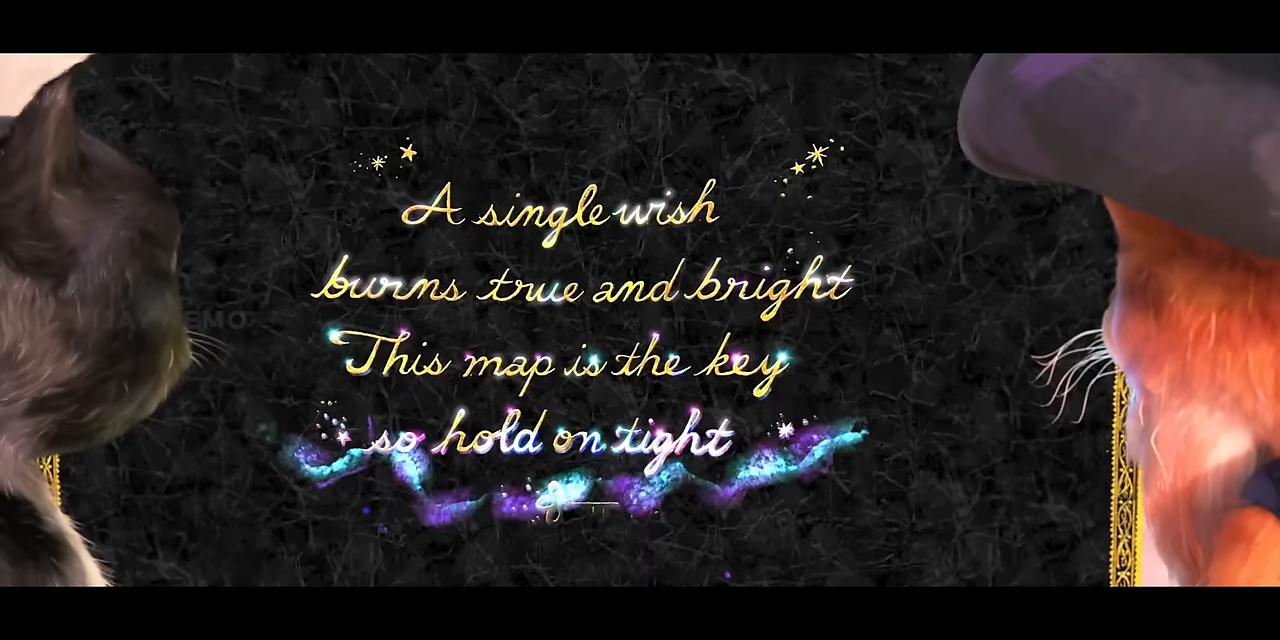 A single wish
burns true and bright
This map is the key
so hold on tight